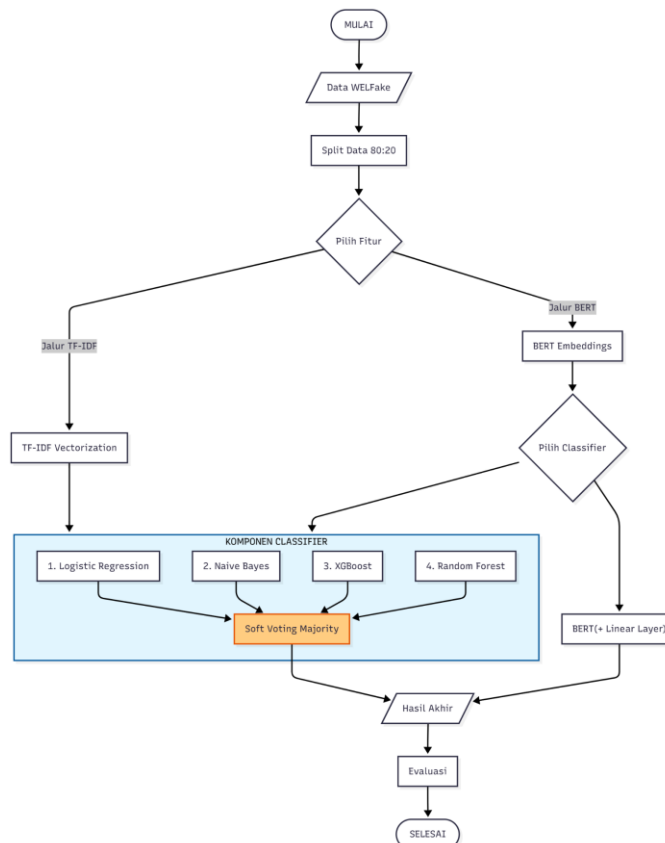 MULAI
Data WELFake
Split Data 80:20
Pilih Fitur
Jalur BERT
Jalur TF-IDF
BERT Embeddings
TF-IDF Vectorization
Pilih Classifier
KOMPONEN CLASSIFIER
1. Logistic Regression
2. Naive Bayes
3. XGBoost
4. Random Forest
Soft Voting Majority
BERT(+ Linear Layer)
Hasil Akhir
Evaluasi
SELESAI